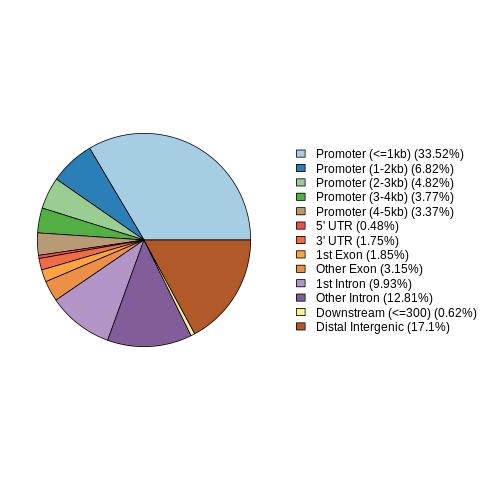 Promoter (<=1kb) (33.52%)
Promoter (1-2kb) (6.82%)
Promoter (2-3kb) (4.82%)
Promoter (3-4kb) (3.77%)
Promoter (4-5kb) (3.37%)
5' UTR (0.48%)
3' UTR (1.75%)
1st Exon (1.85%)
Other Exon (3.15%)
1st Intron (9.93%)
Other Intron (12.81%)
Downstream (<=300) (0.62%)
Distal Intergenic (17.1%)